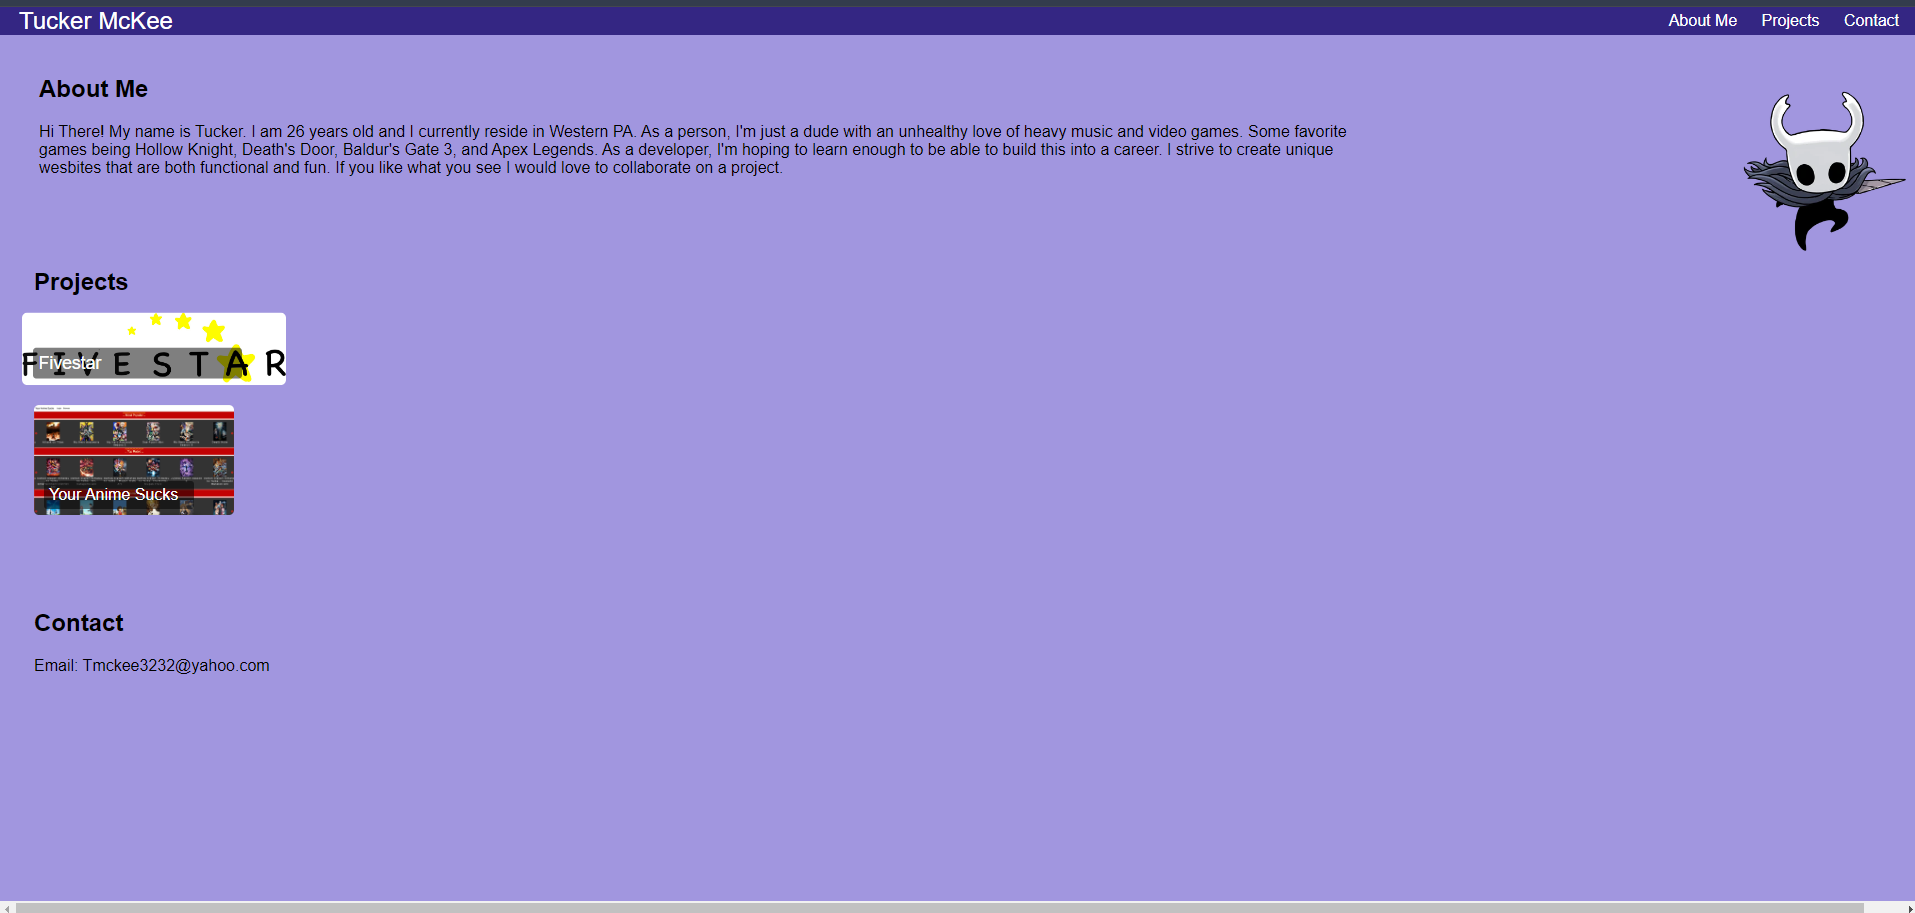 Tucker McKee
About Me
Projects
Contact
About Me
Hi There! My name is Tucker. I am 26 years old and I currently reside in Western PA. As a person, I'm just a dude with an unhealthy love of heavy music and video games. Some favorite
games being Hollow Knight, Death's Door, Baldur's Gate 3, and Apex Legends. As a developer, I'm hoping to learn enough to be able to build this into a career. I strive to create unique
wesbites that are both functional and fun. If you like what you see I would love to collaborate on a project.
Projects
FIVESTAR
Fivestar
Your Anime Sucks
Contact
Email: Tmckee3232@yahoo.com